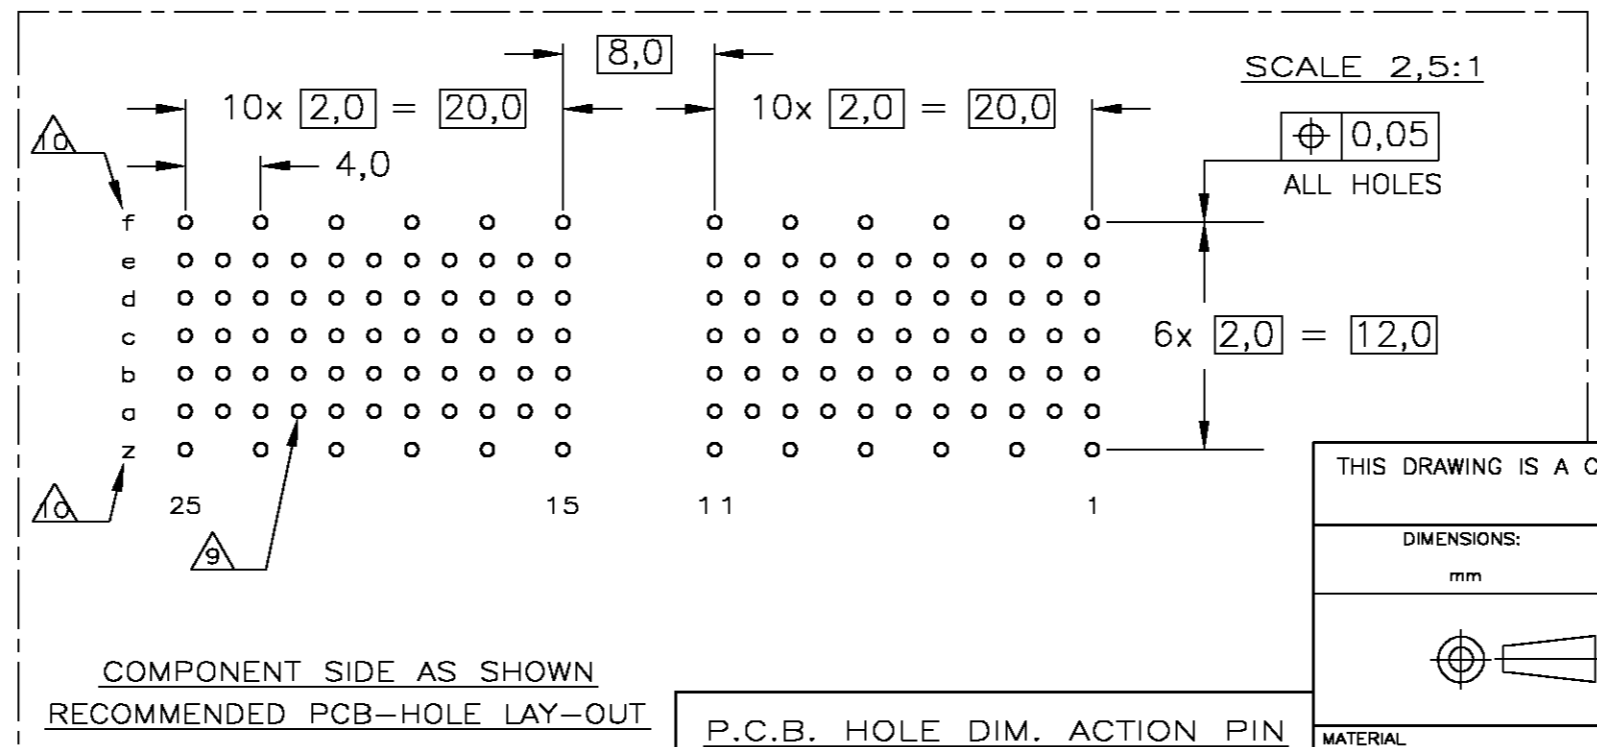 8,0
SCALE 2,5:1
10x 2,0 = 20,0
10x 2,0 = 20,0
⌖ 0,05
ALL HOLES
10
4,0
f
e
d
c
b
a
z
6x 2,0 = 12,0
10
25
15
11
1
9
THIS DRAWING IS A C
DIMENSIONS:
mm
COMPONENT SIDE AS SHOWN
RECOMMENDED PCB-HOLE LAY-OUT
P.C.B. HOLE DIM. ACTION PIN
MATERIAL